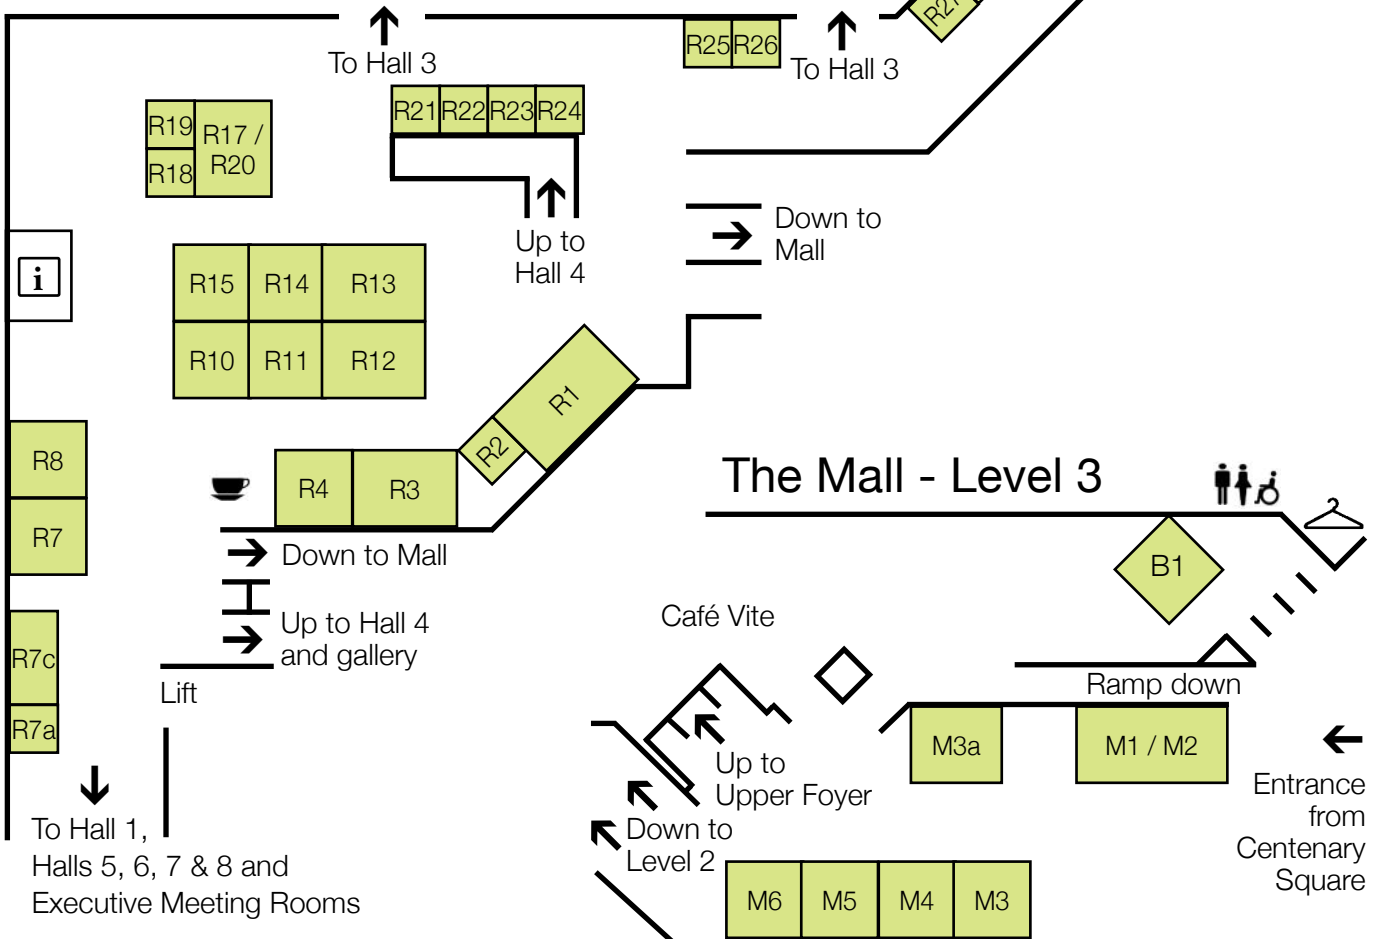 R27
R25 R26
To Hall 3
To Hall 3
R21 R22 R23 R24
R19
R17 /
R20
R18
Down to
Mall
Up to
Hall 4
i
R15 R14 R13
R10 R11 R12
R1
R2
R8
R4 R3
The Mall - Level 3
R7
Down to Mall
B1
Café Vite
Up to Hall 4
and gallery
R7c
Lift
Ramp down
R7a
M3a
M1 / M2
Up to
Upper Foyer
Entrance
from
Centenary
Square
To Hall 1,
Halls 5, 6, 7 & 8 and
Executive Meeting Rooms
Down to
Level 2
M6 M5 M4 M3